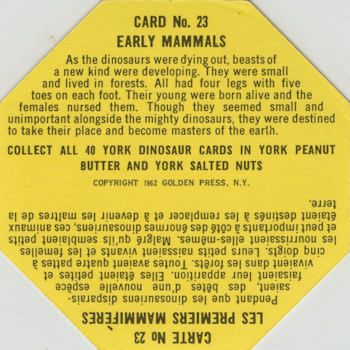 CARD No. 23
EARLY MAMMALS
As the dinosaurs were dying out, beasts of
a new kind were developing. They were small
and lived in forests. All had four legs with five
toes on each foot. Their young were born alive and the
females nursed them. Though they seemed small and
unimportant alongside the mighty dinosaurs, they were destined
to take their place and become masters of the earth.
COLLECT ALL 40 YORK DINOSAUR CARDS IN YORK PEANUT
BUTTER AND YORK SALTED NUTS
COPYRIGHT 1962 GOLDEN PRESS, N.Y.
CARTE No 23
LES PREMIERS MAMMIFERES
Pendant que les dinosaures disparais-
saient, des bêtes d'une nouvelle espèce
faisaient leur apparition. Elles étaient petites et
vivaient dans les forêts. Toutes avaient quatre pattes à
cinq doigts. Leurs petits naissaient vivants et les femelles
les nourrissaient elles-mêmes. Malgré qu'ils semblaient petits
et peu importants à côté des énormes dinosaures, ces animaux
étaient destinés à les remplacer et à devenir les maîtres de la
terre.